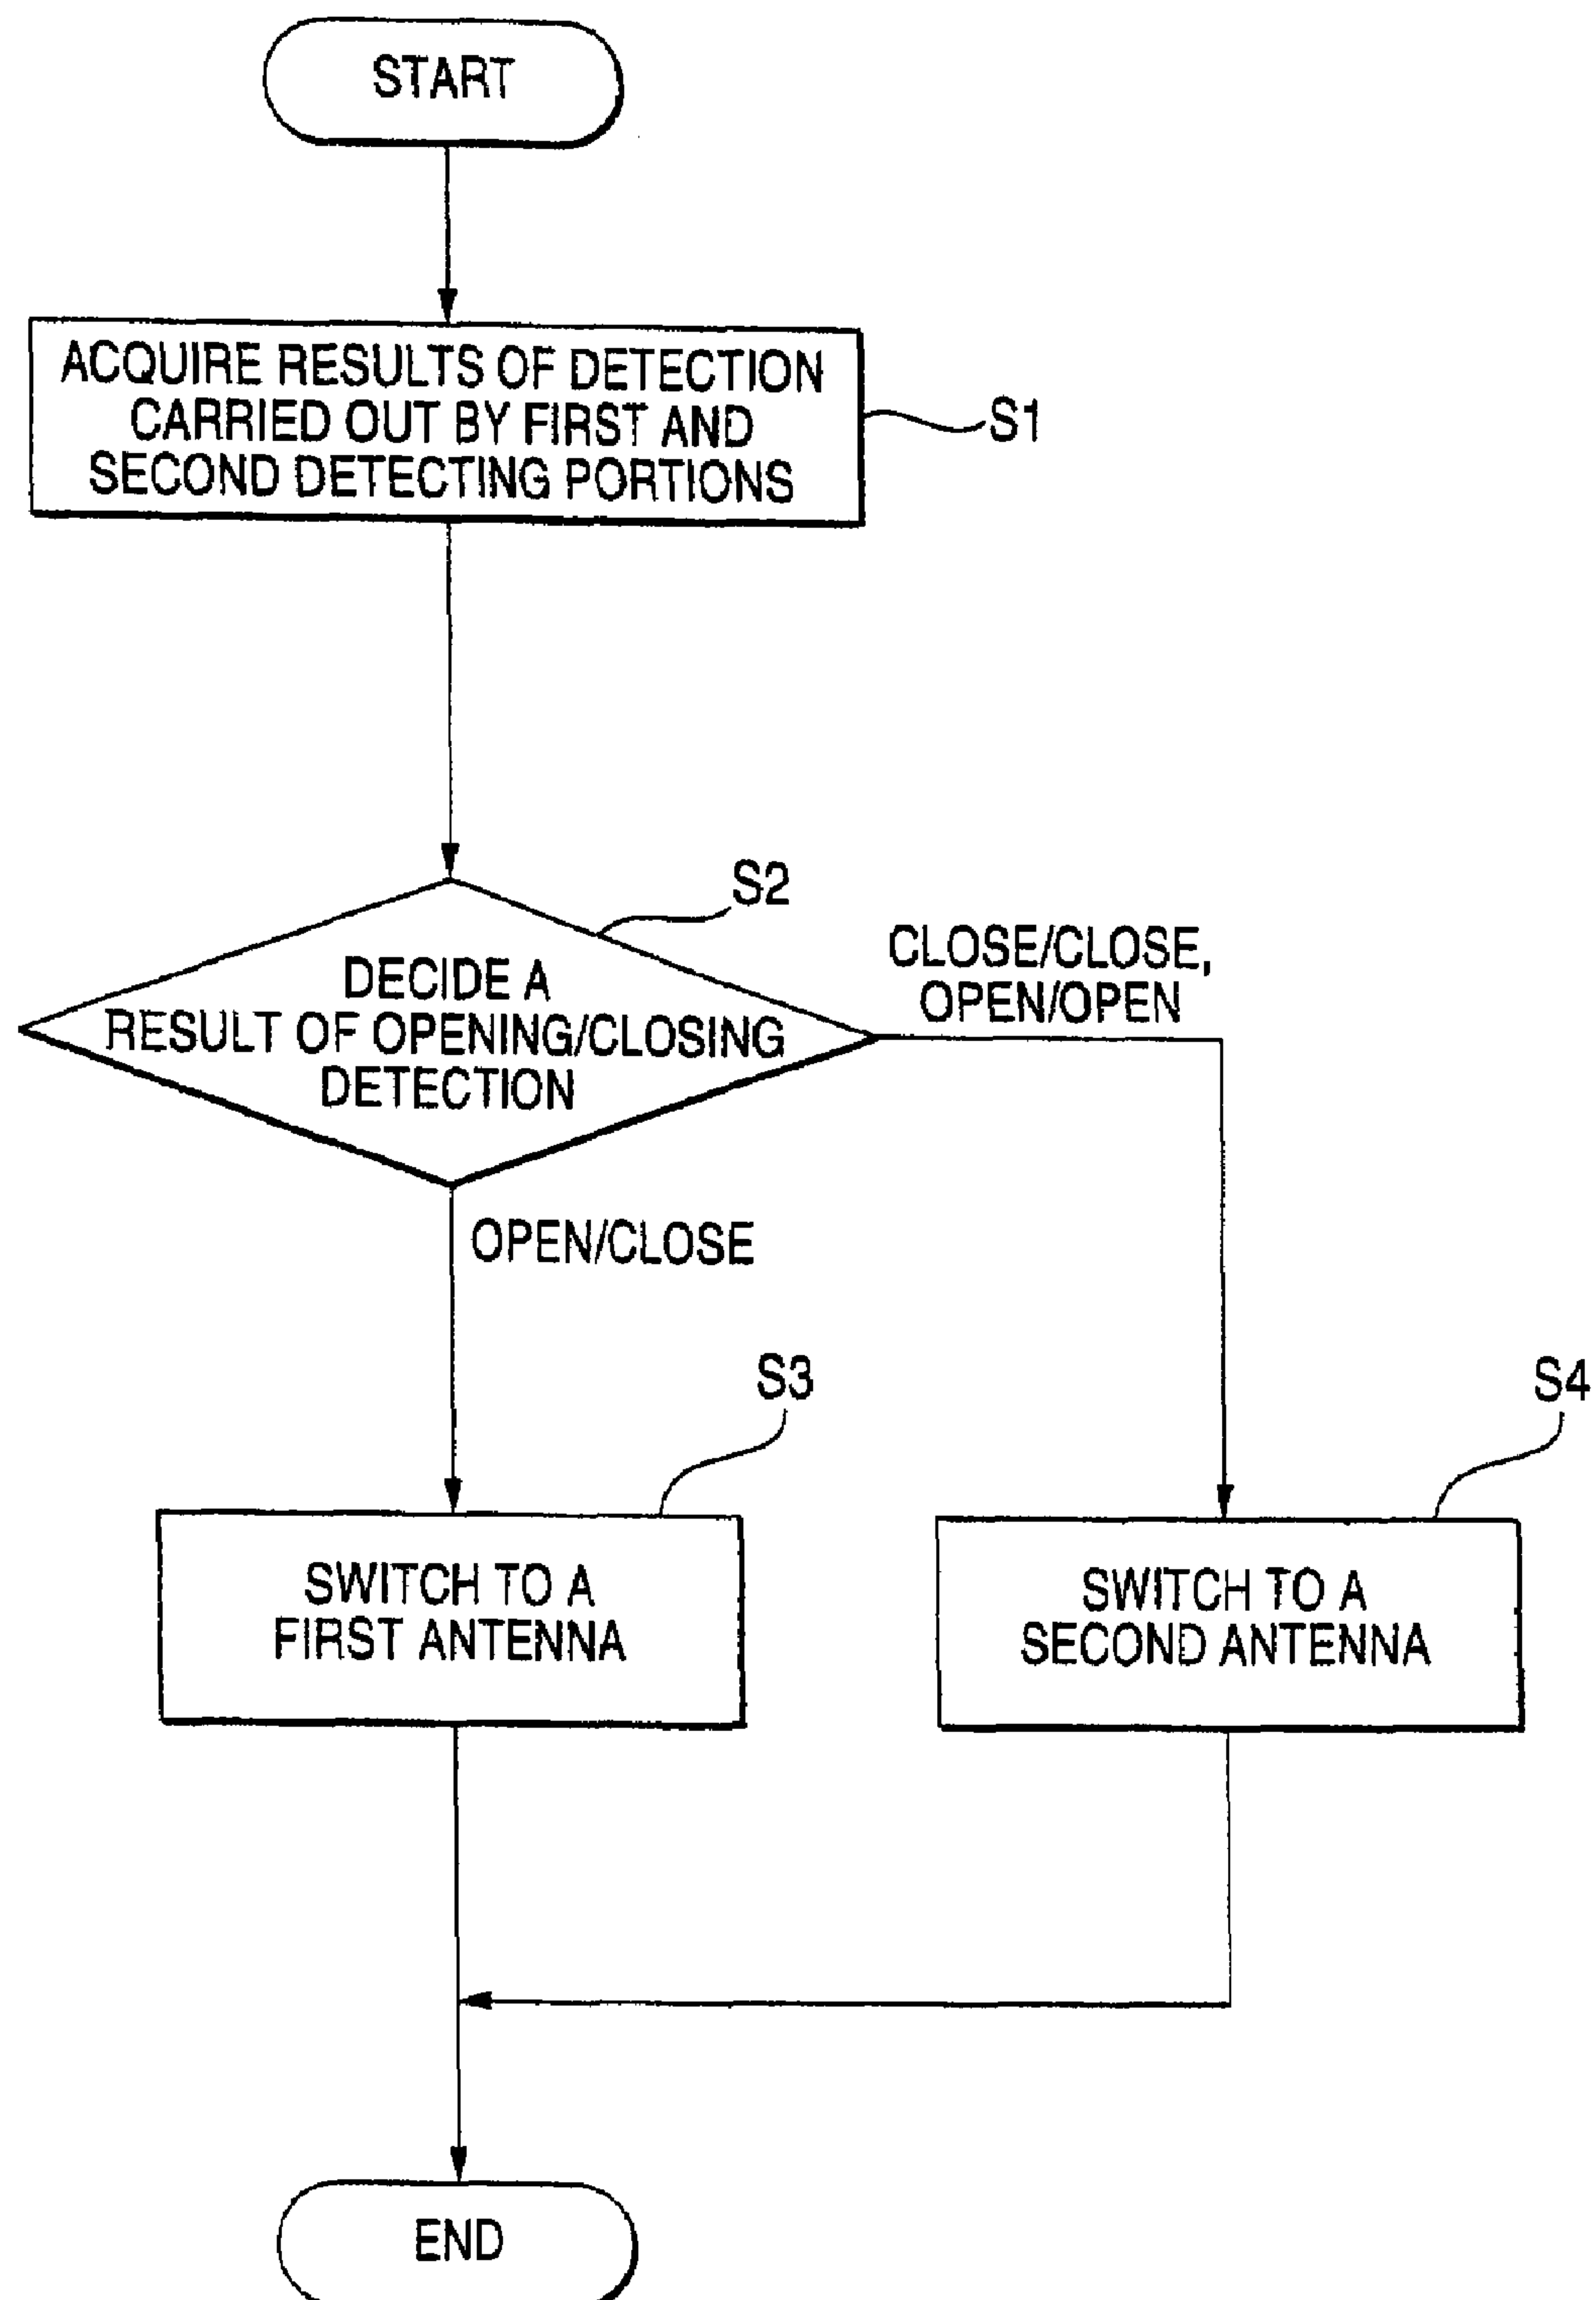 START
ACQUIRE RESULTS OF DETECTION
CARRIED OUT BY FIRST AND
SECOND DETECTING PORTIONS
S1
S2
DECIDE A
RESULT OF OPENING/CLOSING
DETECTION
CLOSE/CLOSE,
OPEN/OPEN
OPEN/CLOSE
S3
S4
SWITCH TO A
FIRST ANTENNA
SWITCH TO A
SECOND ANTENNA
END